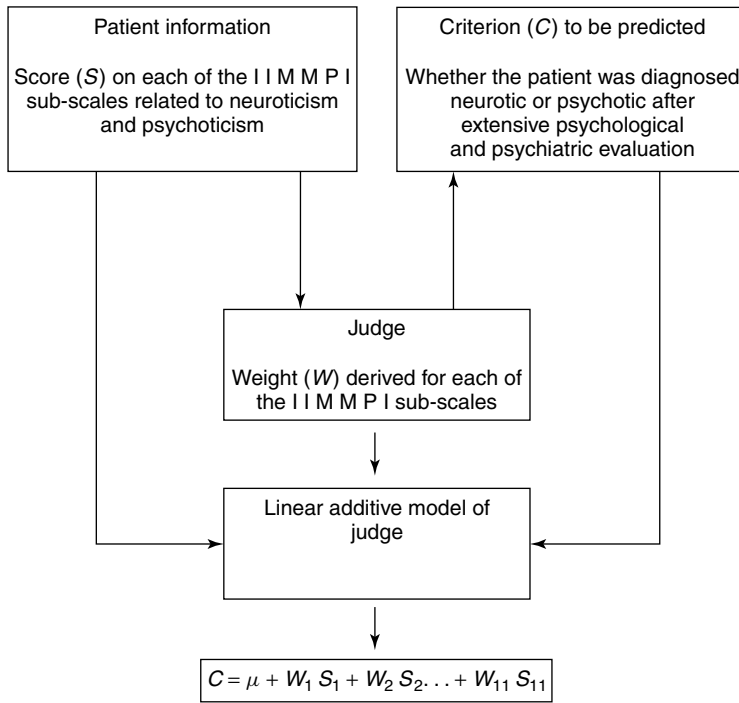 Patient information
Score (S) on each of the I I M M P I
sub-scales related to neuroticism
and psychoticism
Criterion (C) to be predicted
Whether the patient was diagnosed
neurotic or psychotic after
extensive psychological
and psychiatric evaluation
Judge
Weight (W) derived for each of
the I I M M P I sub-scales
Linear additive model of
judge
C = μ + W₁ S₁ + W₂ S₂. . . + W₁₁ S₁₁